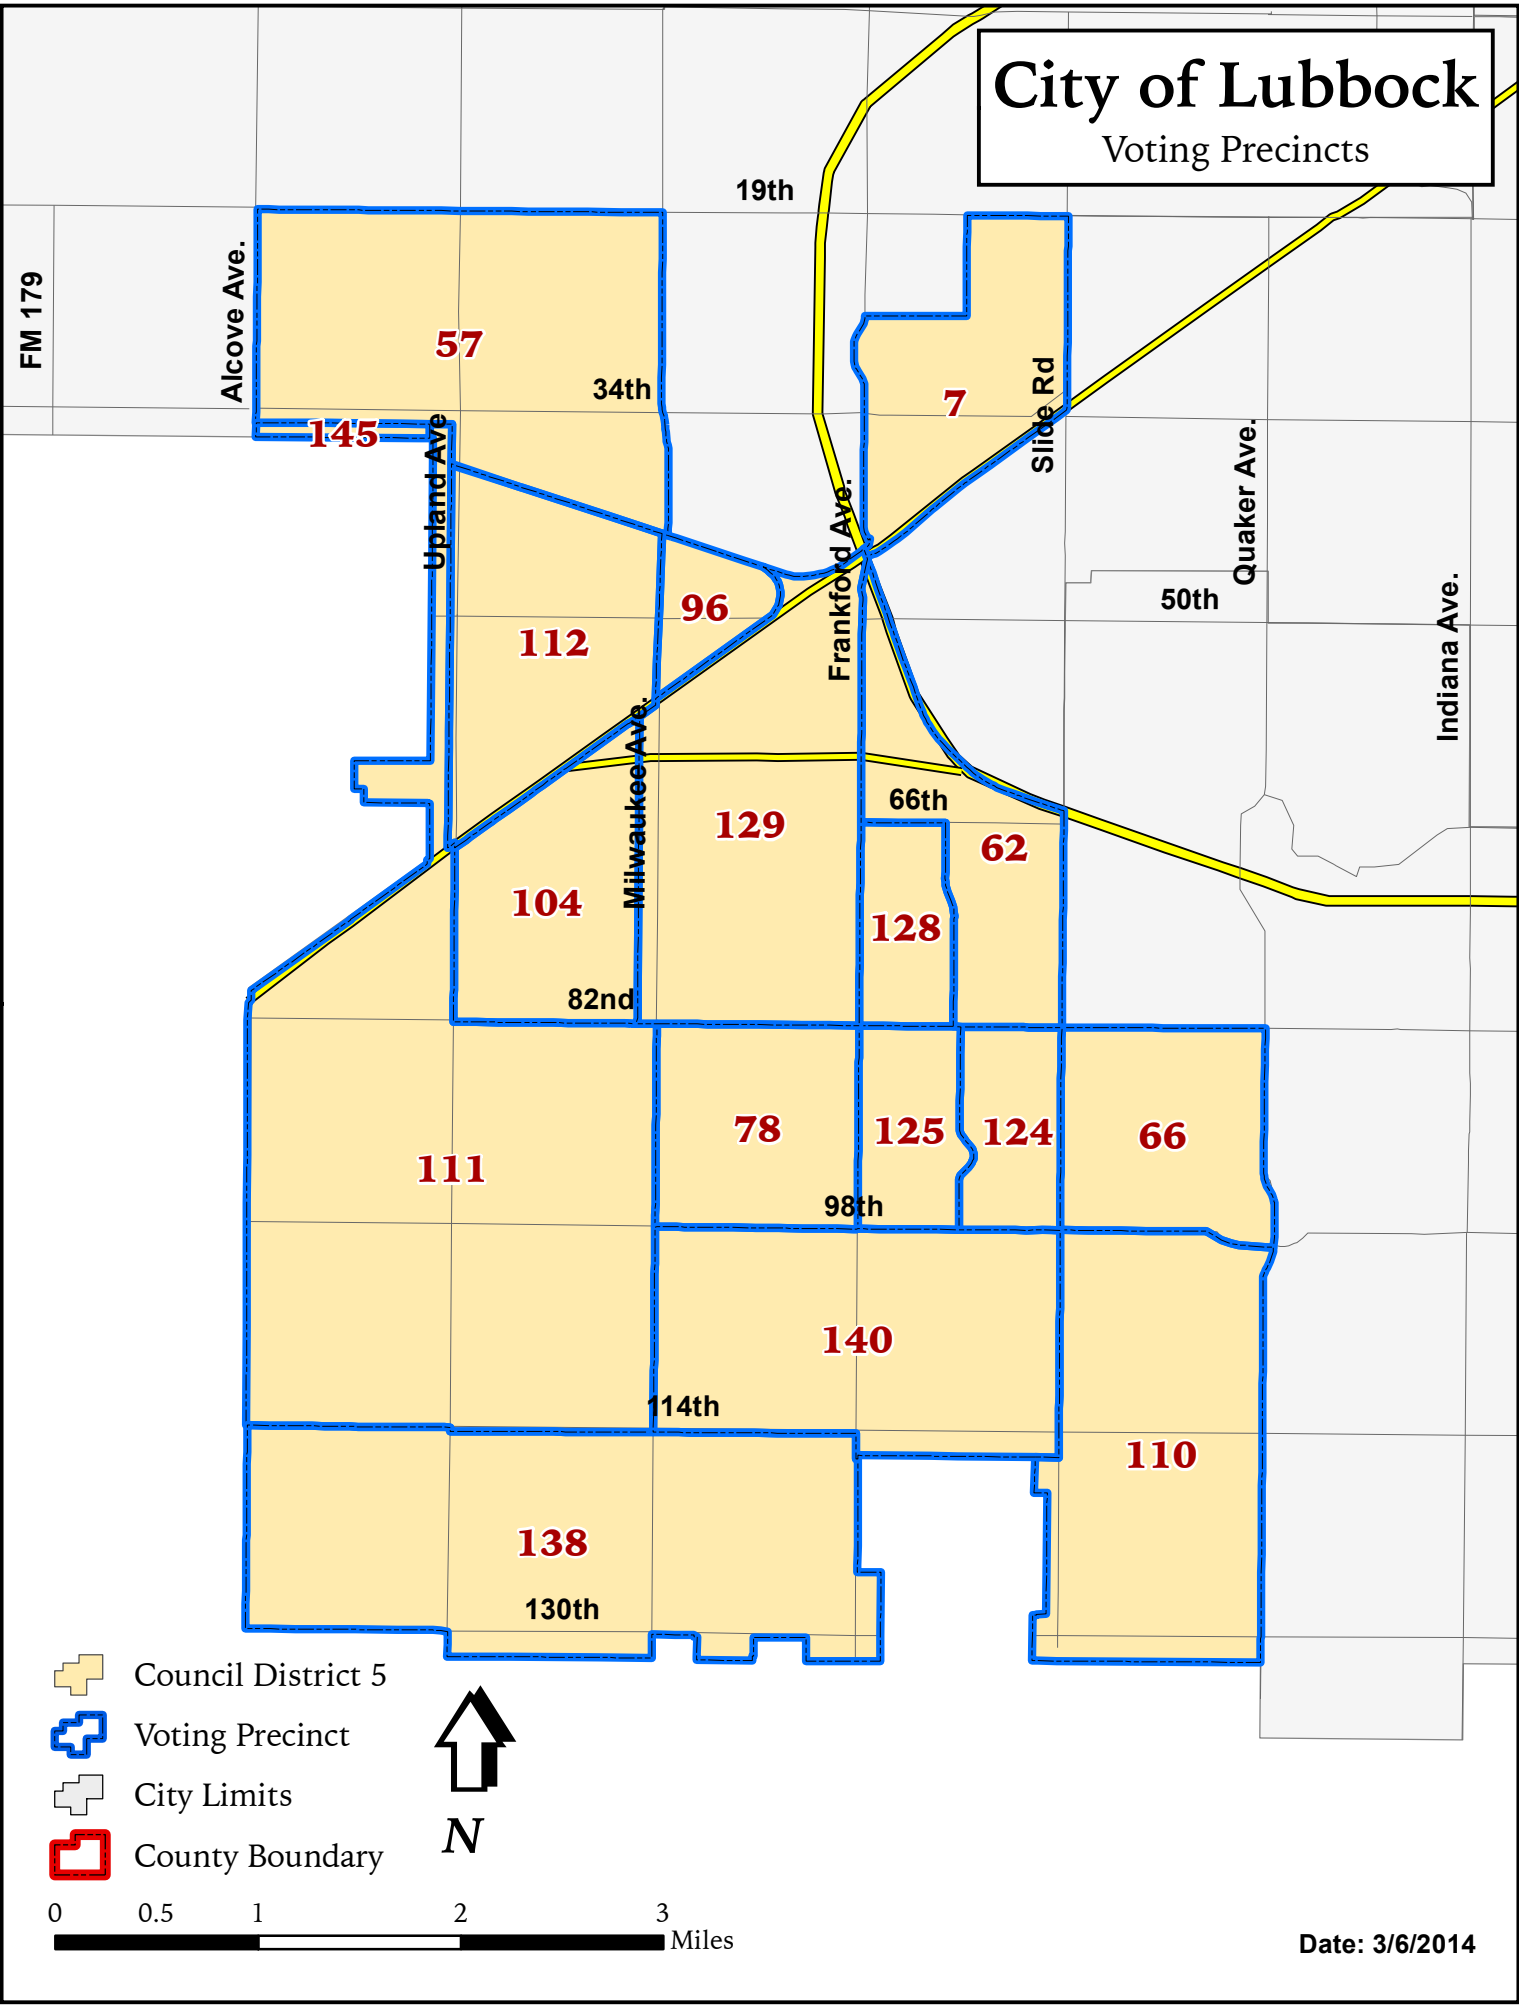 City of Lubbock
Voting Precincts
19th
FM 179
Alcove Ave.
57
34th
7
Slide Rd
145
Upland Ave
Frankford Ave.
Quaker Ave.
50th
Indiana Ave.
96
112
Milwaukee Ave.
66th
129
62
104
128
82nd
78
125
124
66
111
98th
140
114th
110
138
130th
Council District 5
Voting Precinct
City Limits
County Boundary
N
0 0.5 1 2 3
Miles
Date: 3/6/2014